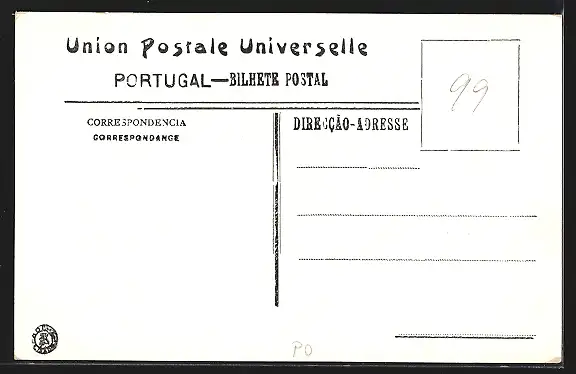 Union Postale Universelle
PORTUGAL—BILHETE POSTAL
99
CORRESPONDENCIA
CORRESPONDANCE
DIRECÇÃO-ADRESSE
PO